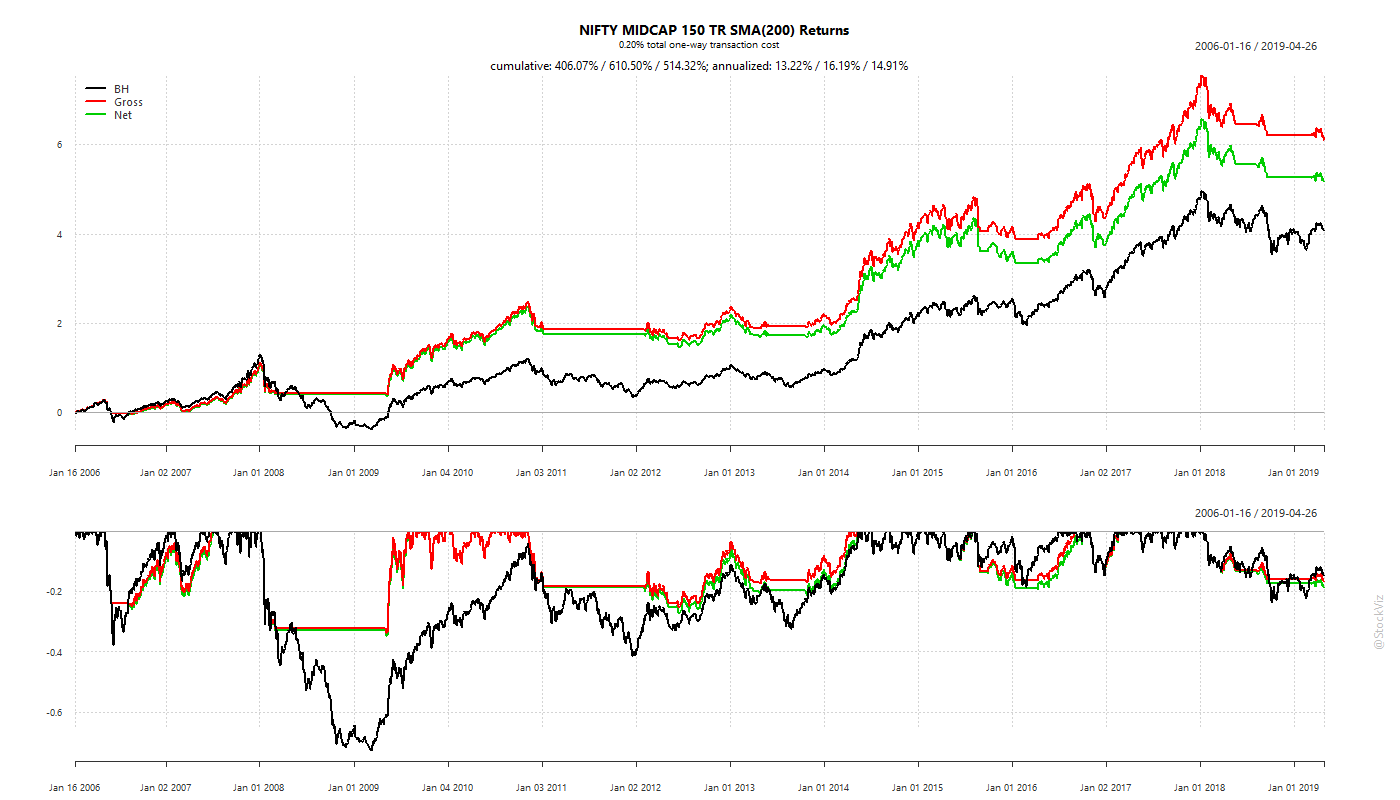 NIFTY MIDCAP 150 TR SMA(200) Returns
0.20% total one-way transaction cost
2006-01-16 / 2019-04-26
cumulative: 406.07% / 610.50% / 514.32%; annualized: 13.22% / 16.19% / 14.91%
BH
Gross
Net
6
4
2
0
Jan 16 2006 Jan 02 2007 Jan 01 2008 Jan 01 2009 Jan 04 2010 Jan 03 2011 Jan 02 2012 Jan 01 2013 Jan 01 2014 Jan 01 2015 Jan 01 2016 Jan 02 2017 Jan 01 2018 Jan 01 2019
2006-01-16 / 2019-04-26
-0.2
-0.4
-0.6
Jan 16 2006 Jan 02 2007 Jan 01 2008 Jan 01 2009 Jan 04 2010 Jan 03 2011 Jan 02 2012 Jan 01 2013 Jan 01 2014 Jan 01 2015 Jan 01 2016 Jan 02 2017 Jan 01 2018 Jan 01 2019
@StockViz